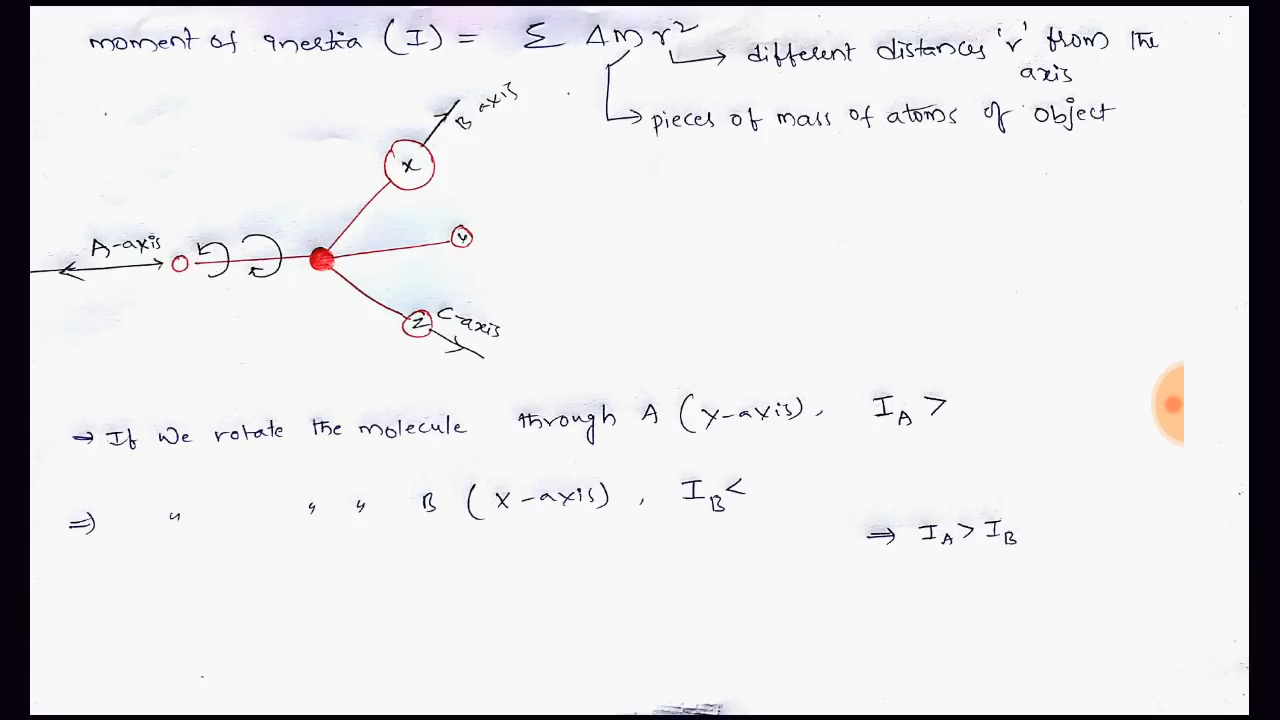 moment of inertia (I) = Σ Δm r²
different distances 'r' from the
axis
pieces of mass of atoms of object
B axis
X
A-axis
Y
Z
C-axis
→ If we rotate the molecule through A (Y-axis), I_A >
⇒ " " " B (X-axis), I_B <
⇒ I_A > I_B